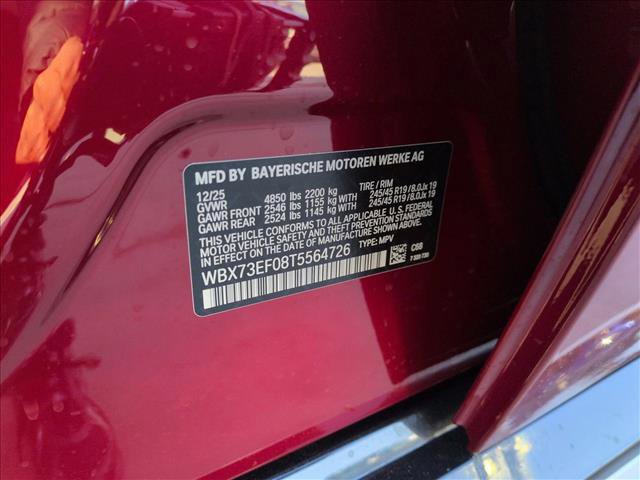 MFD BY BAYERISCHE MOTOREN WERKE AG
12/25 TIRE / RIM
GVWR 4850 lbs 2200 kg
GAWR FRONT 2546 lbs 1155 kg WITH 245/45 R19 / 8.0Jx 19
GAWR REAR 2524 lbs 1145 kg WITH 245/45 R19 / 8.0Jx 19
THIS VEHICLE CONFORMS TO ALL APPLICABLE U.S. FEDERAL
MOTOR VEHICLE SAFETY AND THEFT PREVENTION STANDARDS
IN EFFECT ON THE DATE OF MANUFACTURE SHOWN ABOVE.
WBX73EF08T5564726 TYPE: MPV
C68